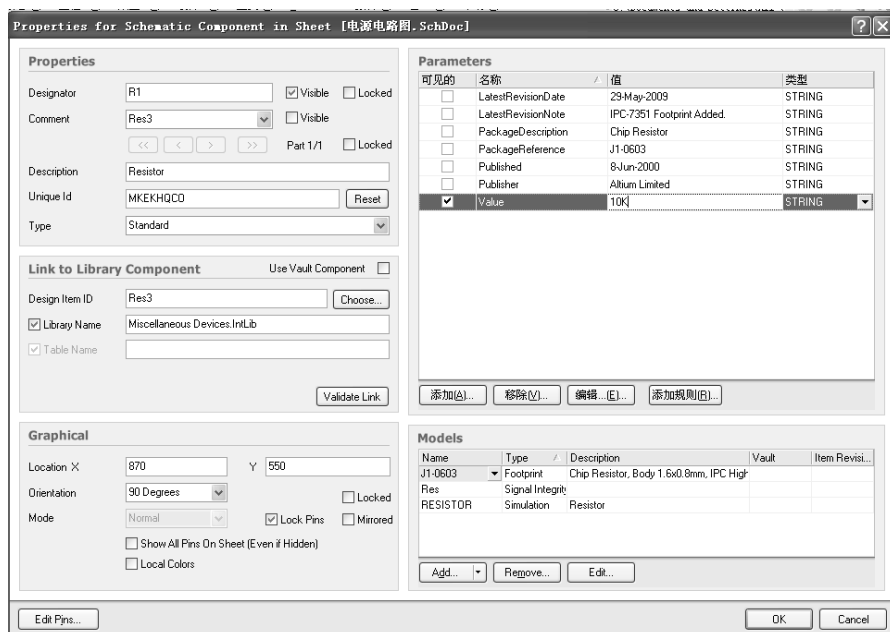 Properties for Schematic Component in Sheet [电源电路图.SchDoc]
Properties
Designator R1 Visible Locked
Comment Res3 Visible
<< < > >> Part 1/1 Locked
Description Resistor
Unique Id MKEKHQCO Reset
Type Standard
Link to Library Component Use Vault Component
Design Item ID Res3 Choose...
Library Name Miscellaneous Devices.IntLib
Table Name
Validate Link
Graphical
Location X 870 Y 550
Orientation 90 Degrees Locked
Mode Normal Lock Pins Mirrored
Show All Pins On Sheet (Even if Hidden)
Local Colors
Parameters
可见的 名称 值 类型
LatestRevisionDate 29-May-2009 STRING
LatestRevisionNote IPC-7351 Footprint Added. STRING
PackageDescription Chip Resistor STRING
PackageReference J1-0603 STRING
Published 8-Jun-2000 STRING
Publisher Altium Limited STRING
Value 10K STRING
添加(A)... 移除(V)... 编辑...(E)... 添加规则(R)...
Models
Name Type Description Vault Item Revisi...
J1-0603 Footprint Chip Resistor, Body 1.6x0.8mm, IPC High
Res Signal Integrity
RESISTOR Simulation Resistor
Add... Remove... Edit...
Edit Pins... OK Cancel